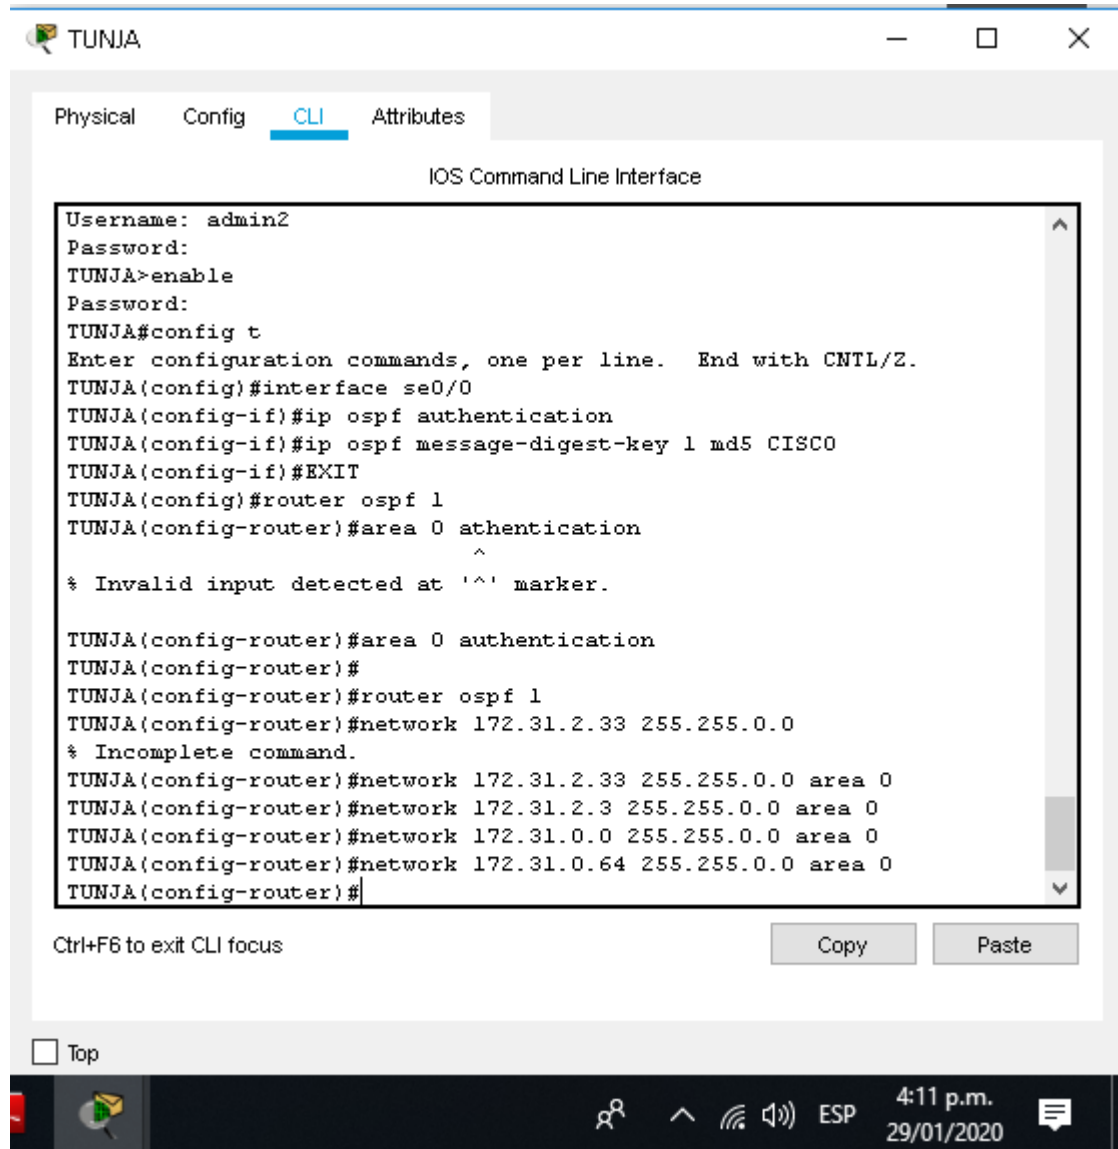 TUNJA
Physical Config CLI Attributes
IOS Command Line Interface
Username: admin2
Password:
TUNJA>enable
Password:
TUNJA#config t
Enter configuration commands, one per line.  End with CNTL/Z.
TUNJA(config)#interface se0/0
TUNJA(config-if)#ip ospf authentication
TUNJA(config-if)#ip ospf message-digest-key 1 md5 CISCO
TUNJA(config-if)#EXIT
TUNJA(config)#router ospf 1
TUNJA(config-router)#area 0 athentication
^
% Invalid input detected at '^' marker.
TUNJA(config-router)#area 0 authentication
TUNJA(config-router)#
TUNJA(config-router)#router ospf 1
TUNJA(config-router)#network 172.31.2.33 255.255.0.0
% Incomplete command.
TUNJA(config-router)#network 172.31.2.33 255.255.0.0 area 0
TUNJA(config-router)#network 172.31.2.3 255.255.0.0 area 0
TUNJA(config-router)#network 172.31.0.0 255.255.0.0 area 0
TUNJA(config-router)#network 172.31.0.64 255.255.0.0 area 0
TUNJA(config-router)#
Ctrl+F6 to exit CLI focus
Copy Paste
Top
ESP
4:11 p.m.
29/01/2020